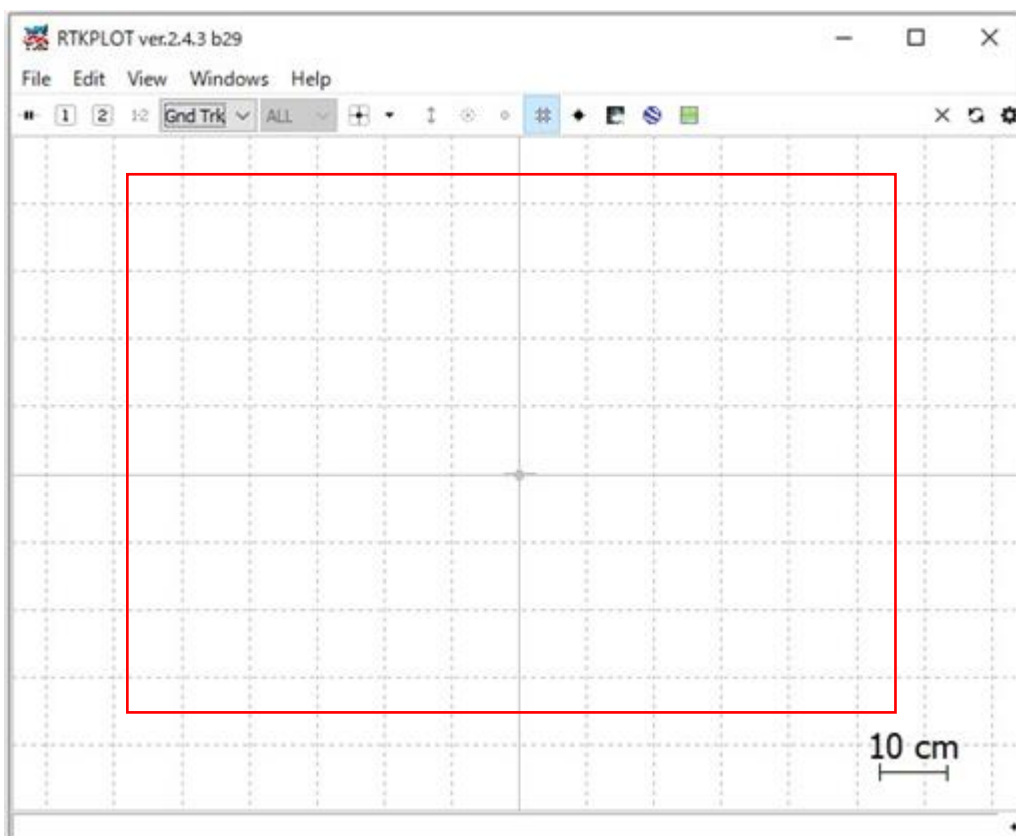 RTKPLOT ver.2.4.3 b29
File Edit View Windows Help
1 2 1-2 Gnd Trk ALL
10 cm